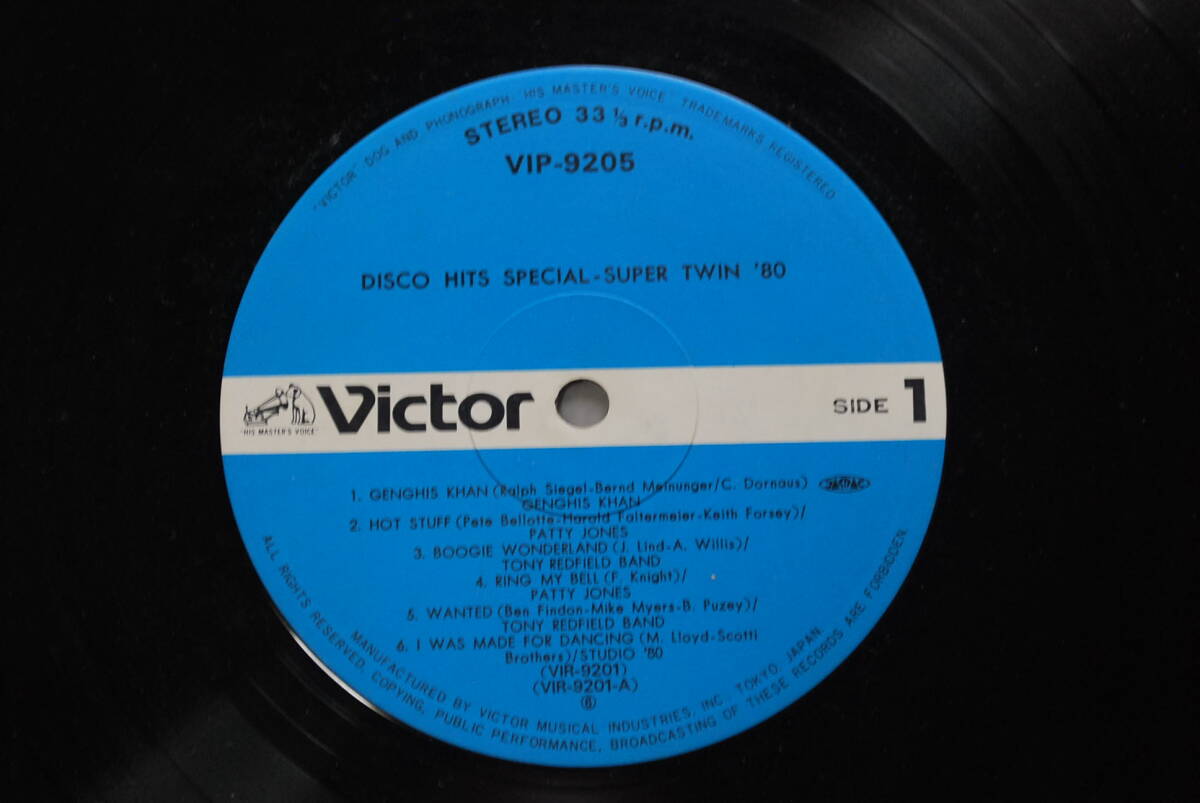 "VICTOR" "DOG AND PHONOGRAPH" "HIS MASTER'S VOICE" TRADEMARKS REGISTERED
STEREO 33 1/3 r.p.m.
VIP-9205
DISCO HITS SPECIAL-SUPER TWIN '80
"HIS MASTER'S VOICE"
Victor
SIDE 1
1. GENGHIS KHAN (Ralph Siegel-Bernd Meinunger/C. Dornaus) JASRAC
GENGHIS KHAN
2. HOT STUFF (Pete Bellotte-Harold Faltermeier-Keith Forsey)/
PATTY JONES
3. BOOGIE WONDERLAND (J. Lind-A. Willis)/
TONY REDFIELD BAND
4. RING MY BELL (F. Knight)/
PATTY JONES
5. WANTED (Ben Findon-Mike Myers-B. Puzey)/
TONY REDFIELD BAND
6. I WAS MADE FOR DANCING (M. Lloyd-Scotti
Brothers)/STUDIO '80
(VIR-9201)
(VIR-9201-A)
⑥
MANUFACTURED BY VICTOR MUSICAL INDUSTRIES, INC. TOKYO, JAPAN
ALL RIGHTS RESERVED. COPYING, PUBLIC PERFORMANCE, BROADCASTING OF THESE RECORDS ARE FORBIDDEN.